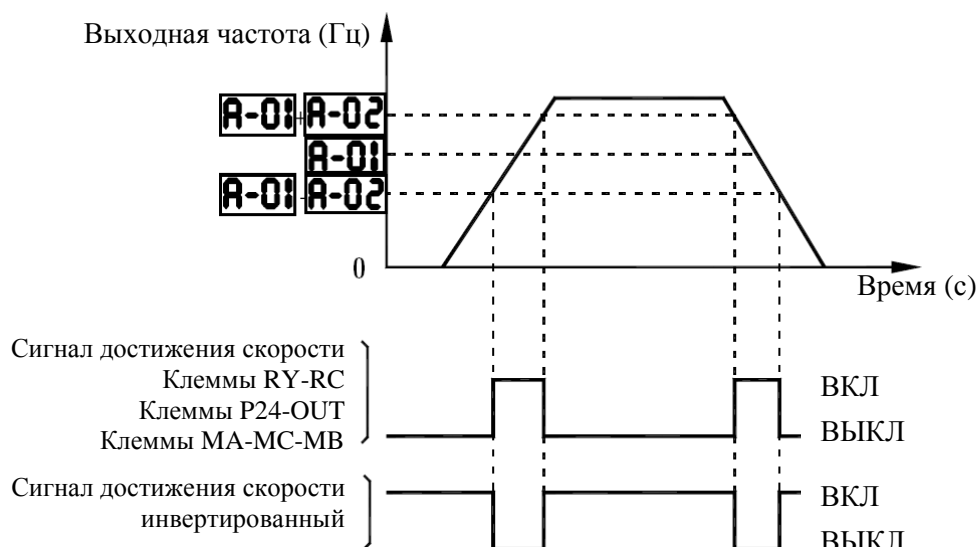 Выходная частота (Гц)
A-01+A-02
A-01
A-01-A-02
0
Время (с)
Сигнал достижения скорости
Клеммы RY-RC
Клеммы P24-OUT
Клеммы MA-MC-MB
ВКЛ
ВЫКЛ
Сигнал достижения скорости
инвертированный
ВКЛ
ВЫКЛ